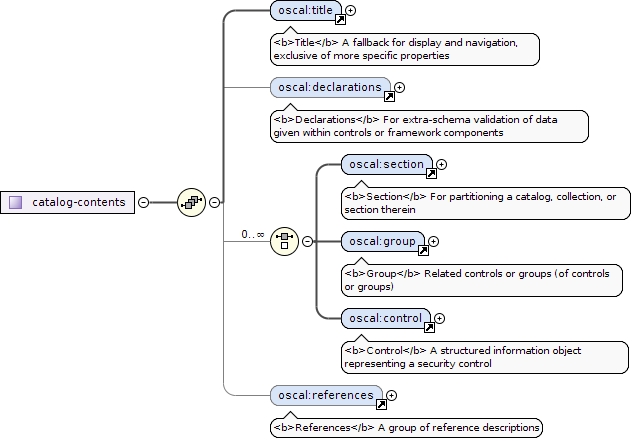 oscal:title
<b>Title</b> A fallback for display and navigation,
exclusive of more specific properties
oscal:declarations
<b>Declarations</b> For extra-schema validation of data
given within controls or framework components
catalog-contents
0..∞
oscal:section
<b>Section</b> For partitioning a catalog, collection, or
section therein
oscal:group
<b>Group</b> Related controls or groups (of controls
or groups)
oscal:control
<b>Control</b> A structured information object
representing a security control
oscal:references
<b>References</b> A group of reference descriptions